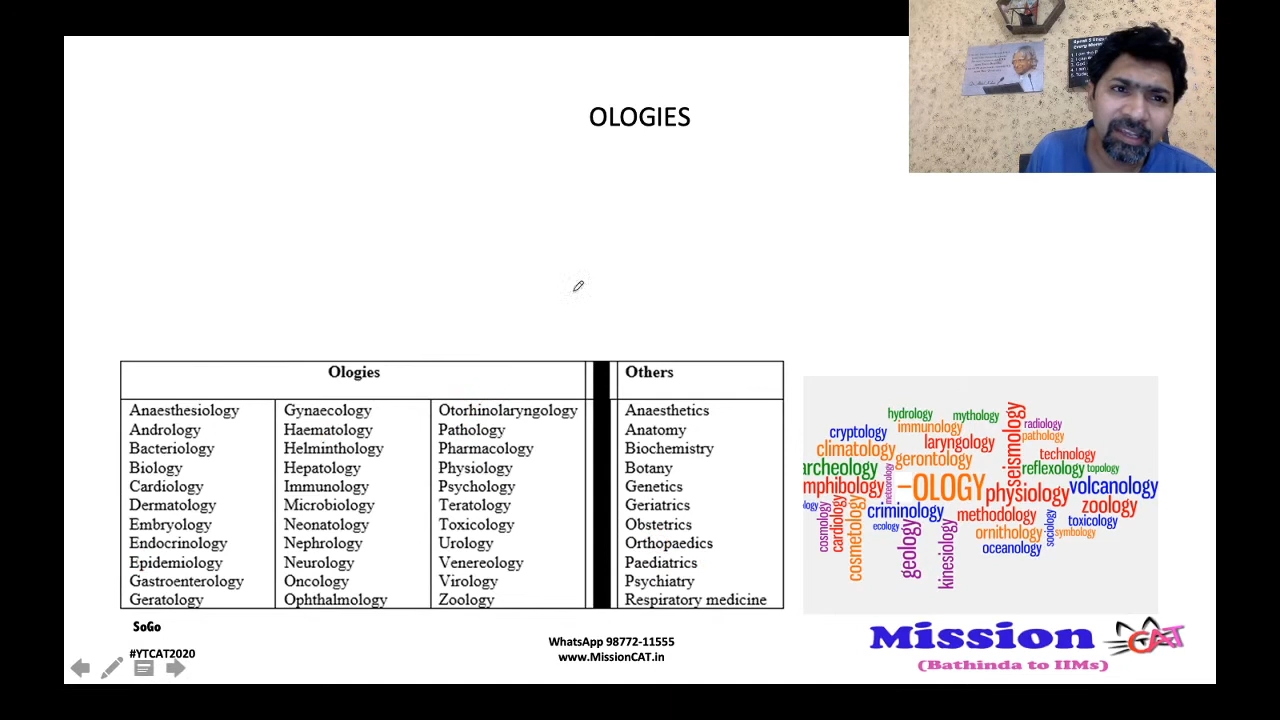 OLOGIES
Ologies
Others
Anaesthesiology Gynaecology Otorhinolaryngology Anaesthetics
Andrology Haematology Pathology Anatomy
Bacteriology Helminthology Pharmacology Biochemistry
Biology Hepatology Physiology Botany
Cardiology Immunology Psychology Genetics
Dermatology Microbiology Teratology Geriatrics
Embryology Neonatology Toxicology Obstetrics
Endocrinology Nephrology Urology Orthopaedics
Epidemiology Neurology Venereology Paediatrics
Gastroenterology Oncology Virology Psychiatry
Geratology Ophthalmology Zoology Respiratory medicine
hydrology
mythology
cryptology
immunology
seismology
radiology
pathology
climatology
laryngology
technology
archeology
gerontology
reflexology
topology
mphibology
meteorology
–OLOGY
physiology
volcanology
zoology
cosmology
cardiology
cosmetology
criminology
methodology
toxicology
ecology
ornithology
sociology
symbology
geology
kinesiology
oceanology
SoGo
#YTCAT2020
WhatsApp 98772-11555
www.MissionCAT.in
Mission CAT
(Bathinda to IIMs)